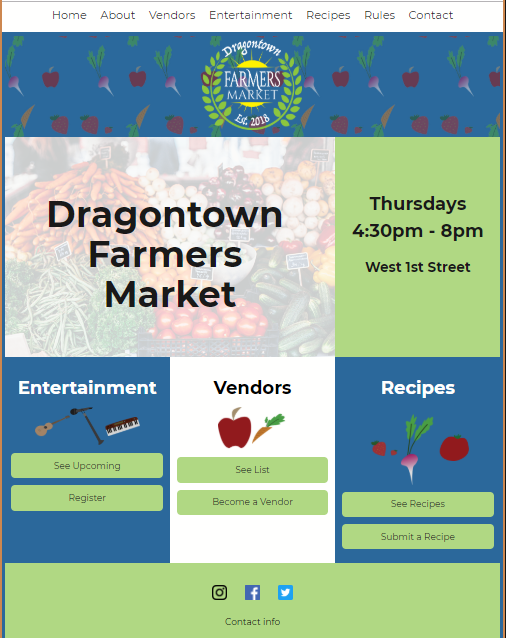 Home About Vendors Entertainment Recipes Rules Contact
Dragontown
FARMERS
MARKET
Est. 2018
Dragontown
Farmers
Market
Thursdays
4:30pm - 8pm
West 1st Street
Entertainment
See Upcoming
Register
Vendors
See List
Become a Vendor
Recipes
See Recipes
Submit a Recipe
Contact info